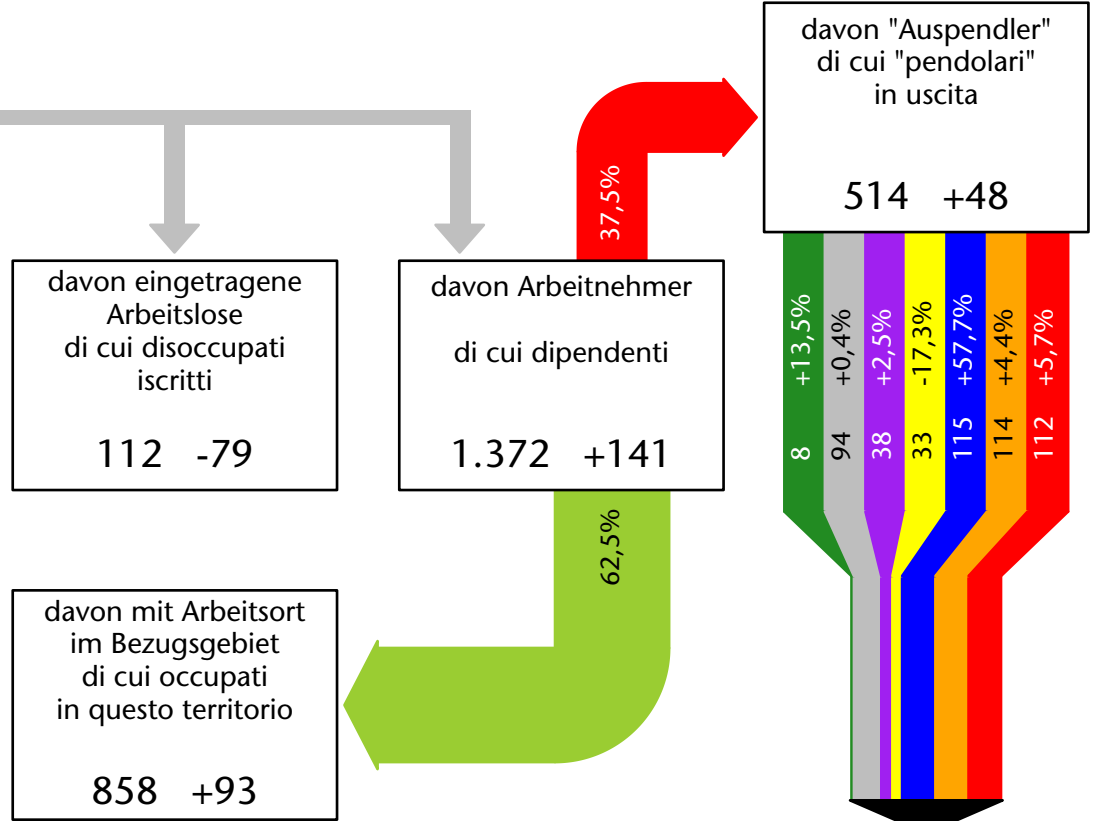 davon "Auspendler"
di cui "pendolari"
in uscita
514 +48
37,5%
davon eingetragene
Arbeitslose
di cui disoccupati
iscritti
112 -79
davon Arbeitnehmer
di cui dipendenti
1.372 +141
8 +13,5%
94 +0,4%
38 +2,5%
33 -17,3%
115 +57,7%
114 +4,4%
112 +5,7%
62,5%
davon mit Arbeitsort
im Bezugsgebiet
di cui occupati
in questo territorio
858 +93